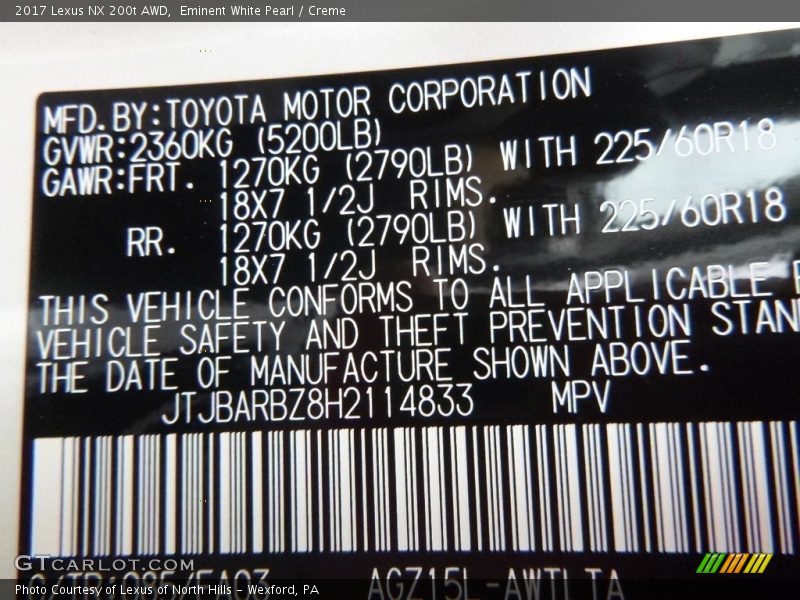 2017 Lexus NX 200t AWD,  Eminent White Pearl / Creme
MFD.BY:TOYOTA MOTOR CORPORATION
GVWR:2360KG (5200LB)
GAWR:FRT. 1270KG (2790LB) WITH 225/60R18
18X7 1/2J RIMS.
RR. 1270KG (2790LB) WITH 225/60R18
18X7 1/2J RIMS.
THIS VEHICLE CONFORMS TO ALL APPLICABLE F
VEHICLE SAFETY AND THEFT PREVENTION STAN
THE DATE OF MANUFACTURE SHOWN ABOVE.
JTJBARBZ8H2114833 MPV
GTCARLOT.COM
C/TR:085/EA03 AGZ15L-AWTLTA
Photo Courtesy of Lexus of North Hills - Wexford, PA